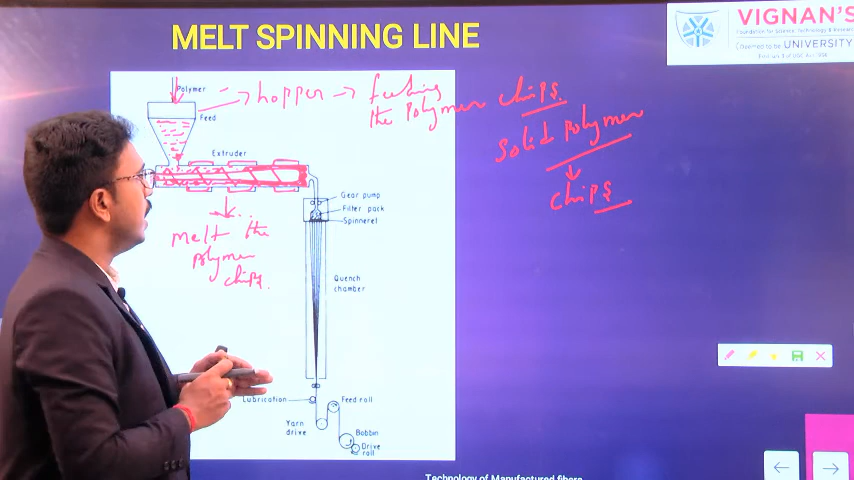 MELT SPINNING LINE
VIGNAN'S
Foundation for Science, Technology & Research
(Deemed to be UNIVERSITY)
Polymer
Feed
→ hopper → feeding
the polymer chips.
Solid polymer
↓
chips
Extruder
melt the
polymer
chips.
Gear pump
Filter pack
Spinneret
Quench
chamber
Lubrication
Feed roll
Yarn
drive
Bobbin
Drive
roll
Technology of Manufactured fibers